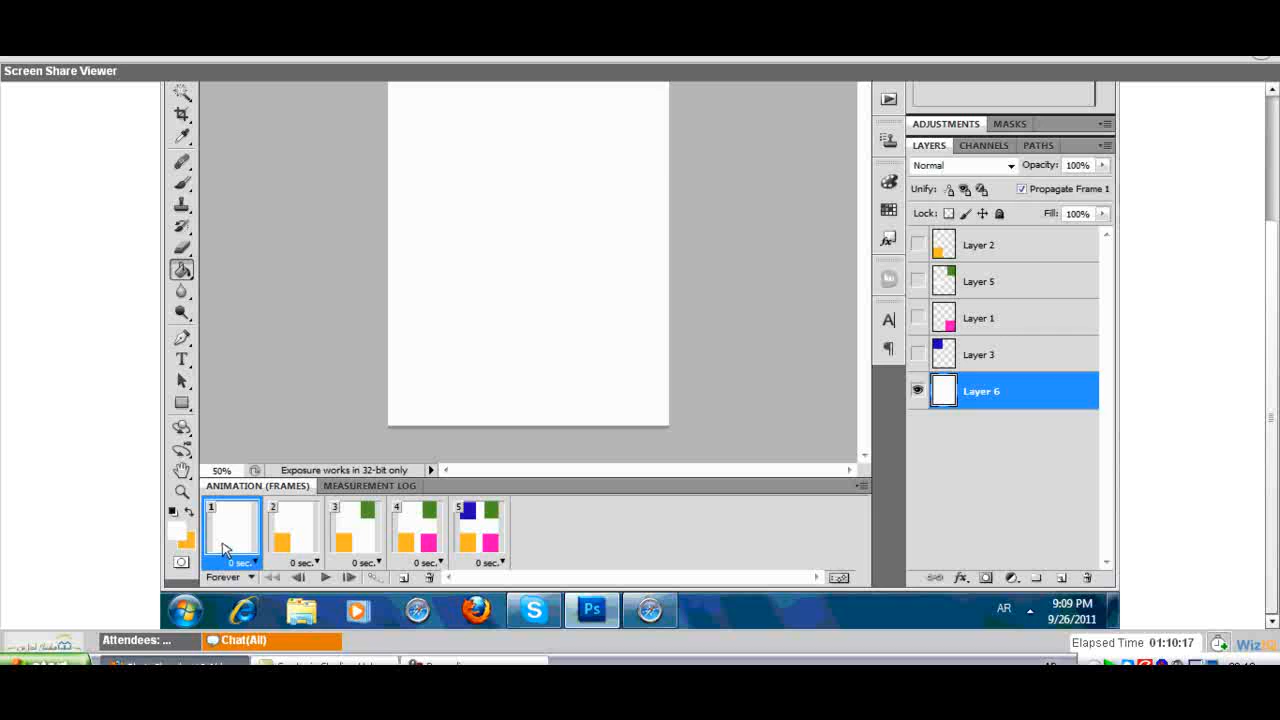 Screen Share Viewer
ADJUSTMENTS MASKS
LAYERS CHANNELS PATHS
Normal Opacity: 100%
Unify: Propagate Frame 1
Lock: Fill: 100%
Layer 2
Layer 5
Layer 1
Layer 3
Layer 6
50% Exposure works in 32-bit only
ANIMATION (FRAMES) MEASUREMENT LOG
1 2 3 4 5
0 sec. 0 sec. 0 sec. 0 sec. 0 sec.
Forever
AR 9:09 PM
9/26/2011
Attendees: ... Chat(All)
Elapsed Time 01:10:17